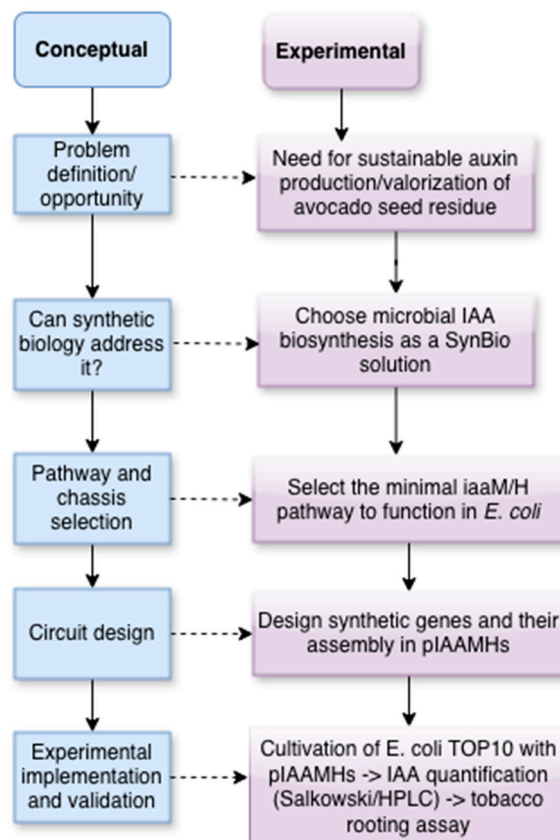 Conceptual
Experimental
Problem
definition/
opportunity
Need for sustainable auxin
production/valorization of
avocado seed residue
Can synthetic
biology address
it?
Choose microbial IAA
biosynthesis as a SynBio
solution
Pathway and
chassis
selection
Select the minimal iaaM/H
pathway to function in E. coli
Circuit design
Design synthetic genes and their
assembly in pIAAMHs
Experimental
implementation
and validation
Cultivation of E. coli TOP10 with
pIAAMHs -> IAA quantification
(Salkowski/HPLC) -> tobacco
rooting assay